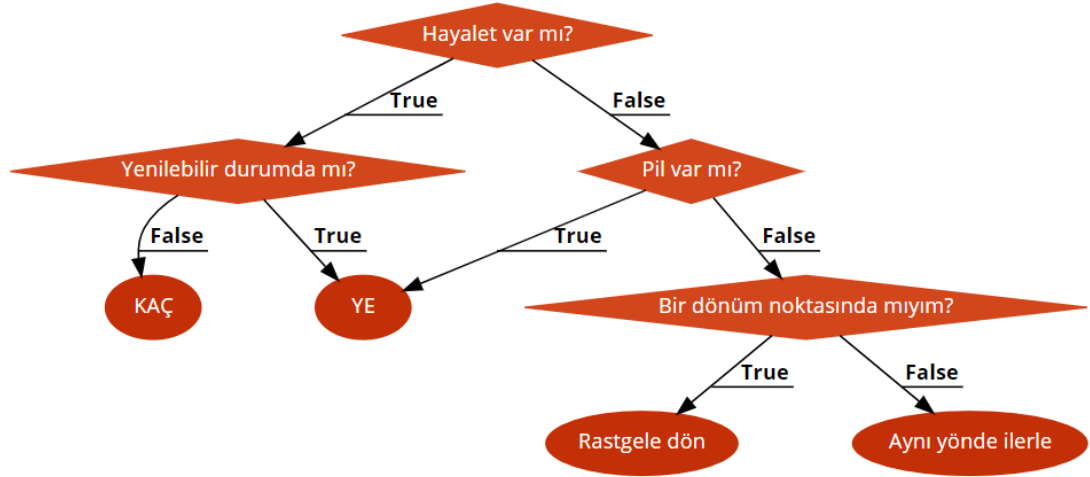 Hayalet var mı?
True
False
Yenilebilir durumda mı?
Pil var mı?
False
True
True
False
KAÇ
YE
Bir dönüm noktasında mıyım?
True
False
Rastgele dön
Aynı yönde ilerle